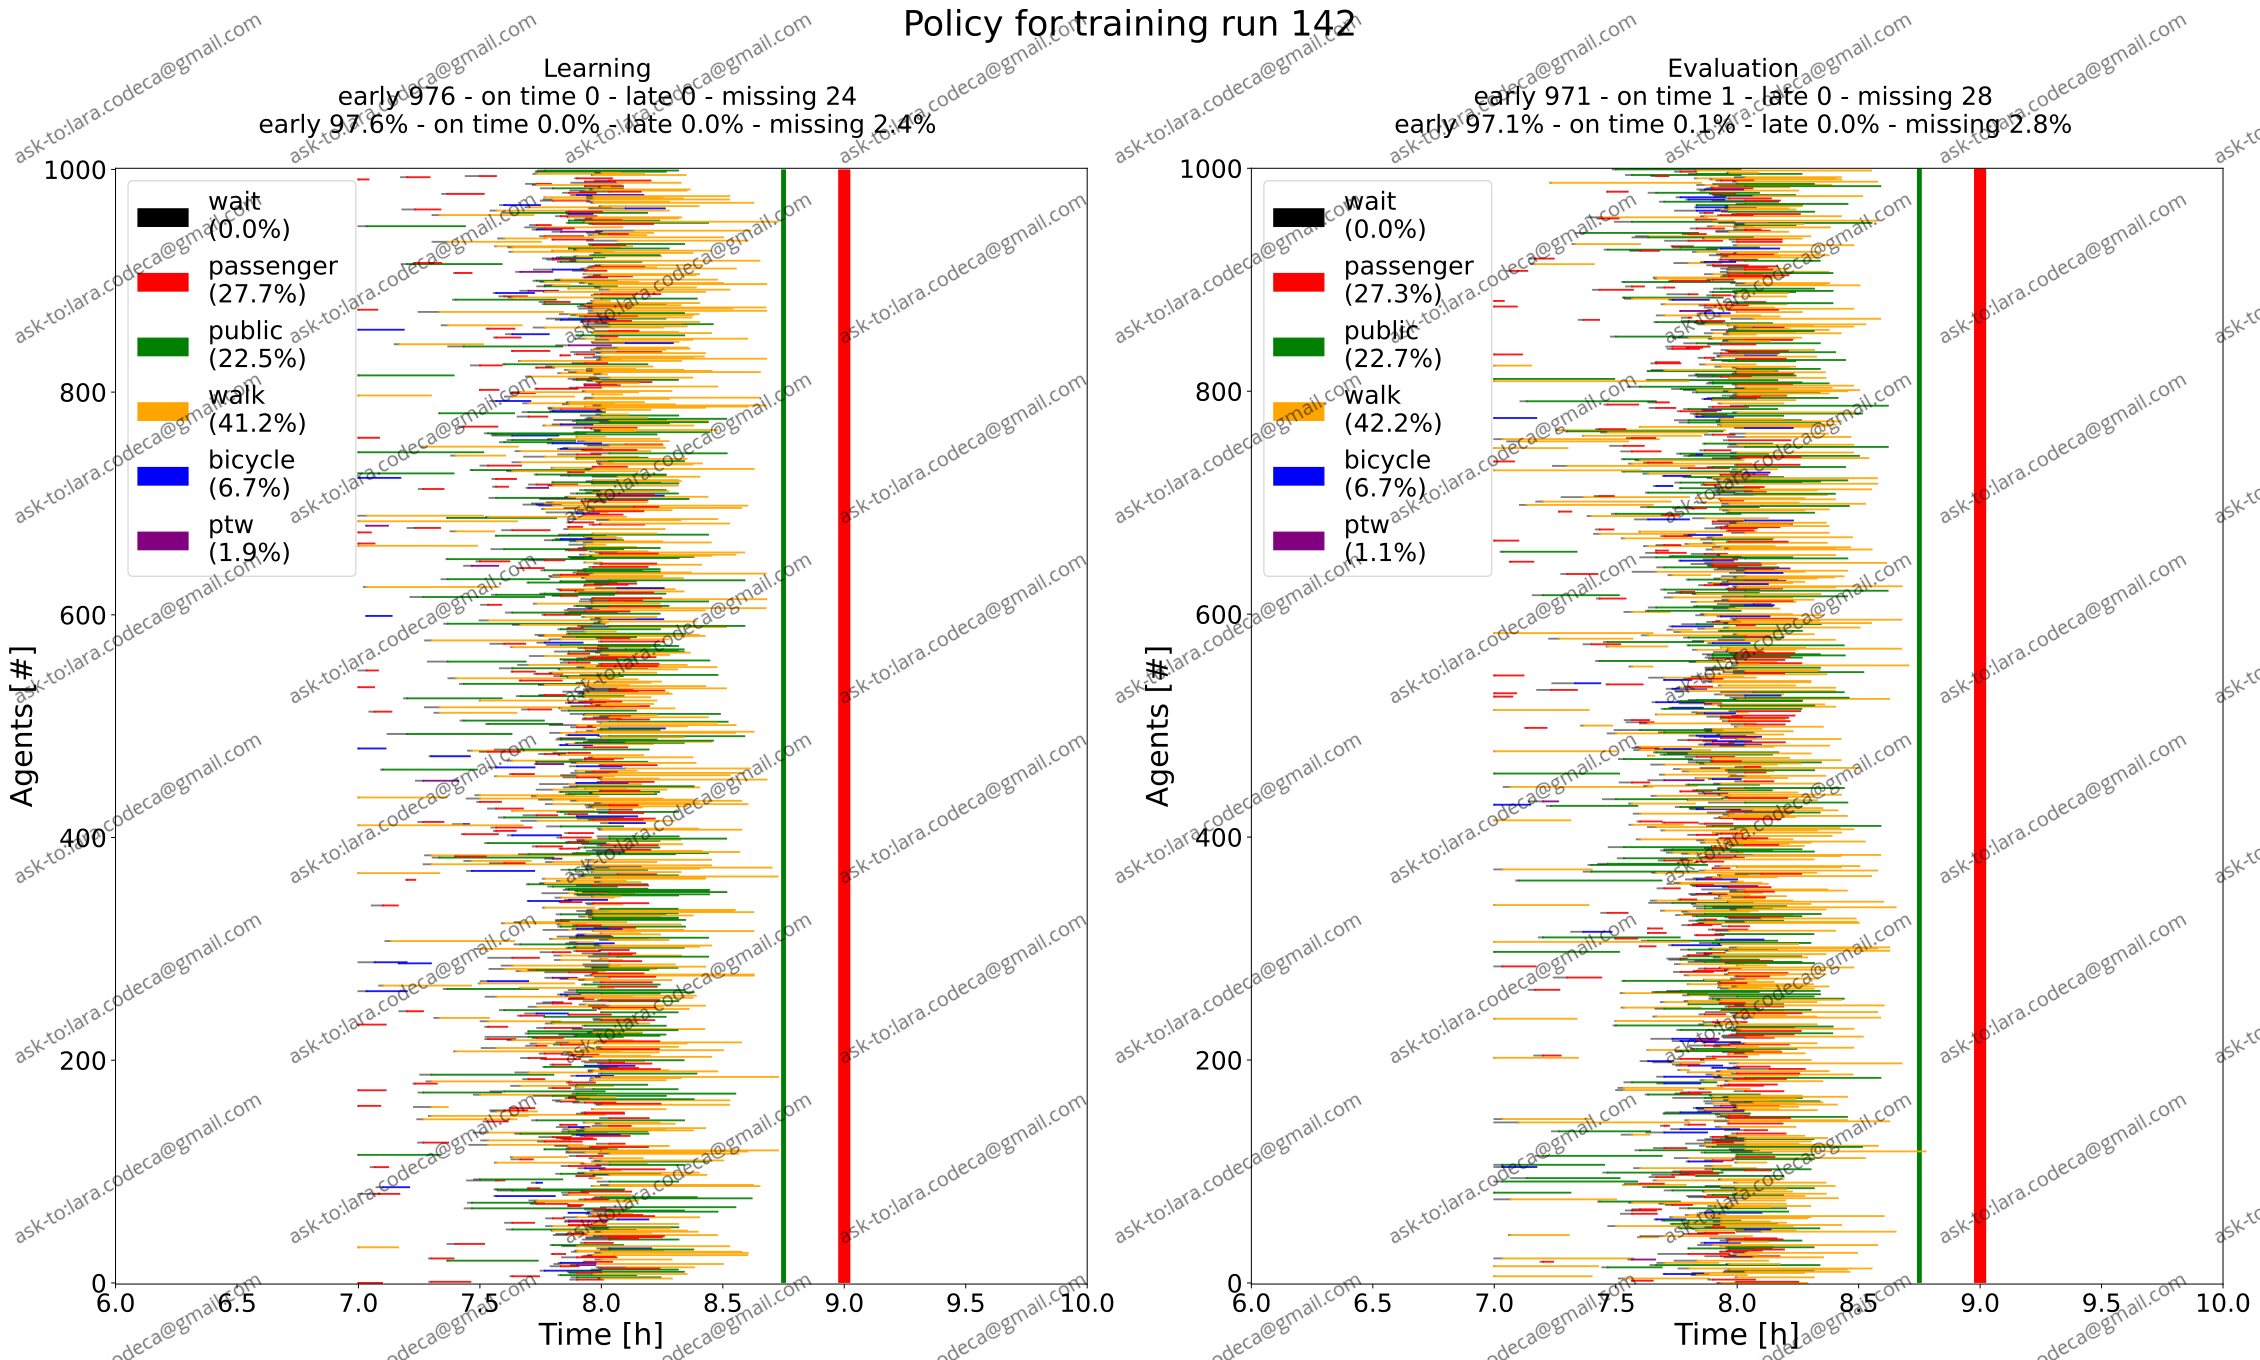 Policy for training run 142
Learning
early 976 - on time 0 - late 0 - missing 24
early 97.6% - on time 0.0% - late 0.0% - missing 2.4%
1000
800
600
400
200
0
Agents [#]
wait
(0.0%)
passenger
(27.7%)
public
(22.5%)
walk
(41.2%)
bicycle
(6.7%)
ptw
(1.9%)
6.0 6.5 7.0 7.5 8.0 8.5 9.0 9.5 10.0
Time [h]
Evaluation
early 971 - on time 1 - late 0 - missing 28
early 97.1% - on time 0.1% - late 0.0% - missing 2.8%
1000
800
600
400
200
0
Agents [#]
wait
(0.0%)
passenger
(27.3%)
public
(22.7%)
walk
(42.2%)
bicycle
(6.7%)
ptw
(1.1%)
6.0 6.5 7.0 7.5 8.0 8.5 9.0 9.5 10.0
Time [h]
ask-to:lara.codeca@gmail.com